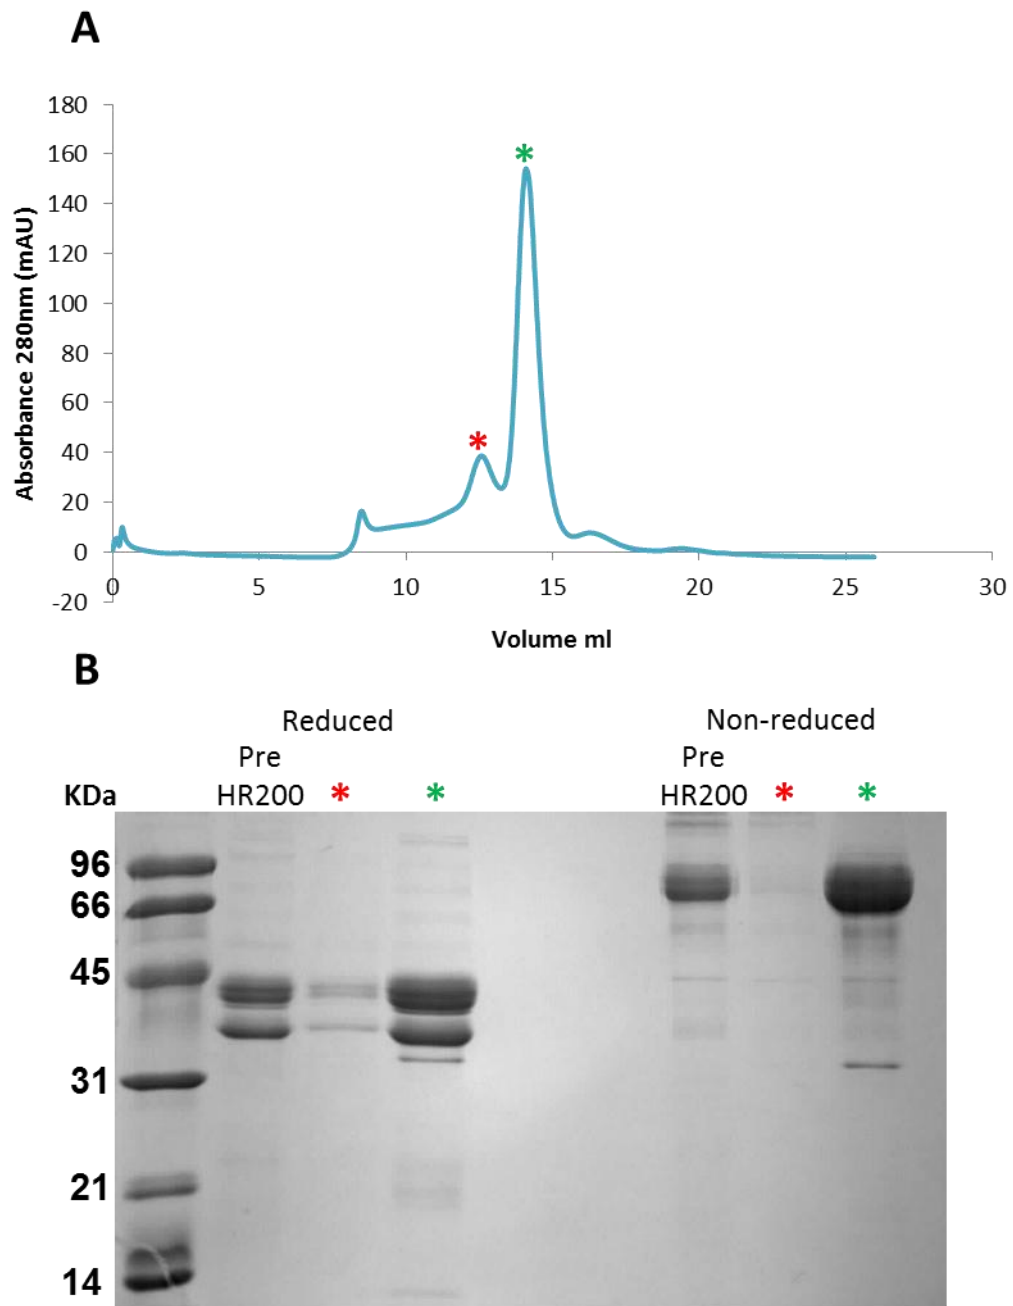 A
180
160
140
120
100
80
60
40
20
0
-20
Absorbance 280nm (mAU)
*
*
0 5 10 15 20 25 30
Volume ml
B
Reduced Non-reduced
Pre Pre
KDa HR200 * * HR200 * *
96
66
45
31
21
14